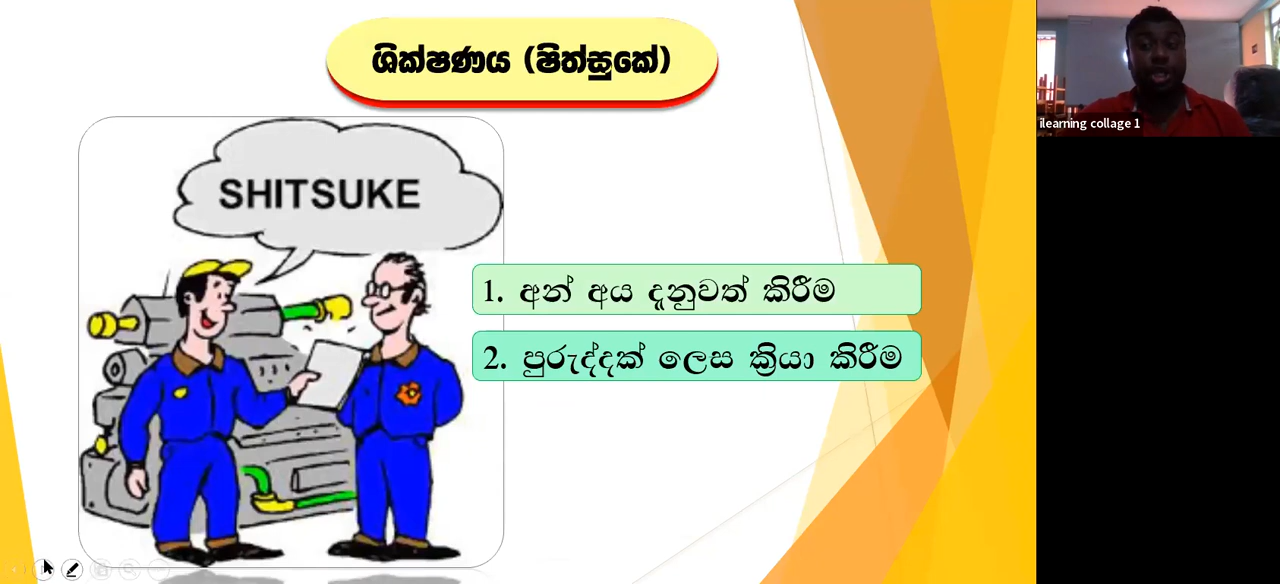 ශික්ෂණය (ෂිත්සුකේ)
SHITSUKE
1. අන් අය දැනුවත් කිරීම
2. පුරුද්දක් ලෙස ක්‍රියා කිරීම
ilearning collage 1